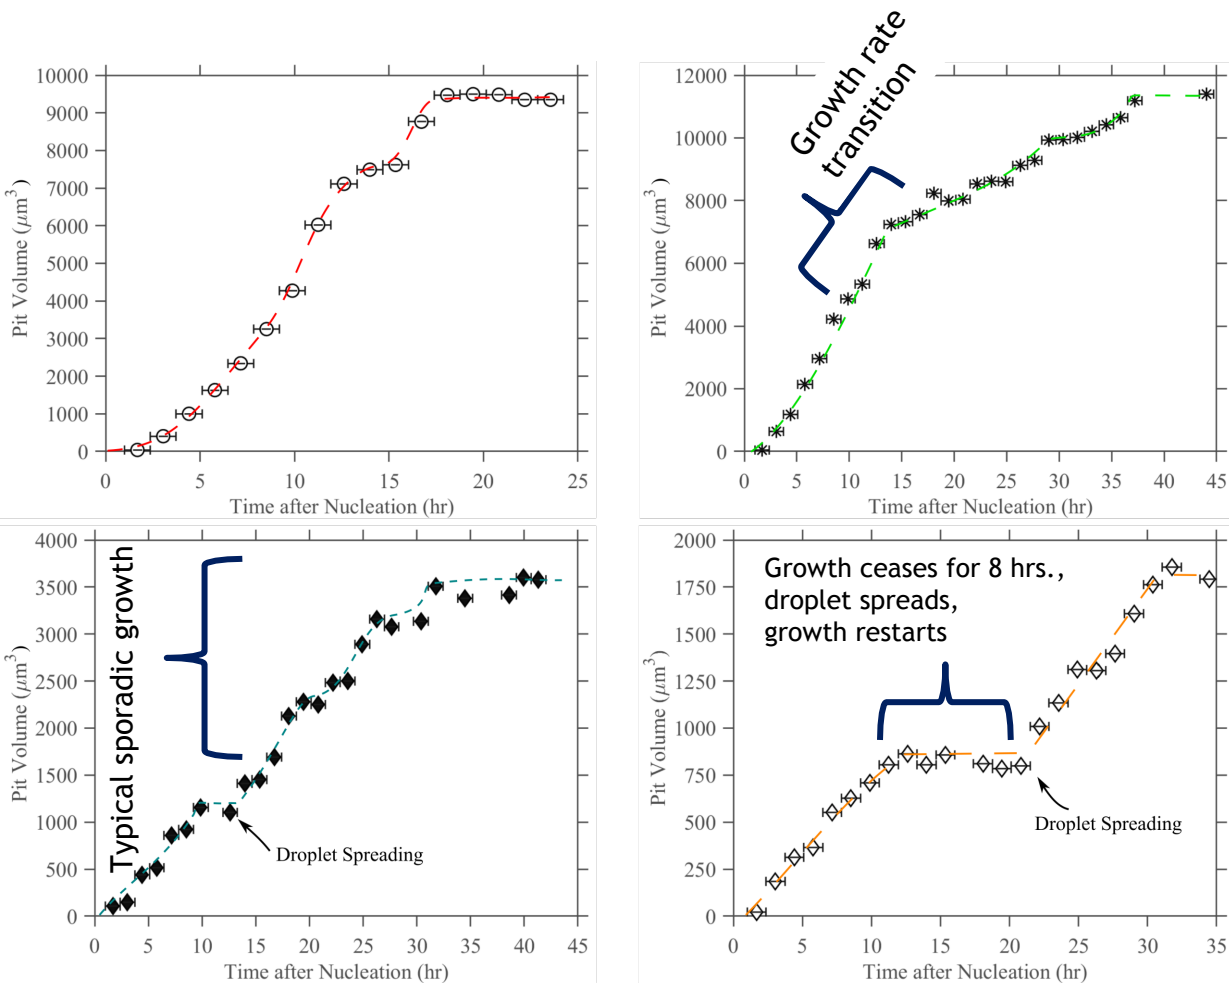 Growth rate
transition
10000
9000
8000
7000
6000
5000
4000
3000
2000
1000
0
Pit Volume (μm³)
0 5 10 15 20 25
Time after Nucleation (hr)
12000
10000
8000
6000
4000
2000
0
Pit Volume (μm³)
0 5 10 15 20 25 30 35 40 45
Time after Nucleation (hr)
4000
3500
3000
2500
2000
1500
1000
500
0
Pit Volume (μm³)
Typical sporadic growth
Droplet Spreading
0 5 10 15 20 25 30 35 40 45
Time after Nucleation (hr)
2000
1750
1500
1250
1000
750
500
250
0
Pit Volume (μm³)
Growth ceases for 8 hrs.,
droplet spreads,
growth restarts
Droplet Spreading
0 5 10 15 20 25 30 35
Time after Nucleation (hr)